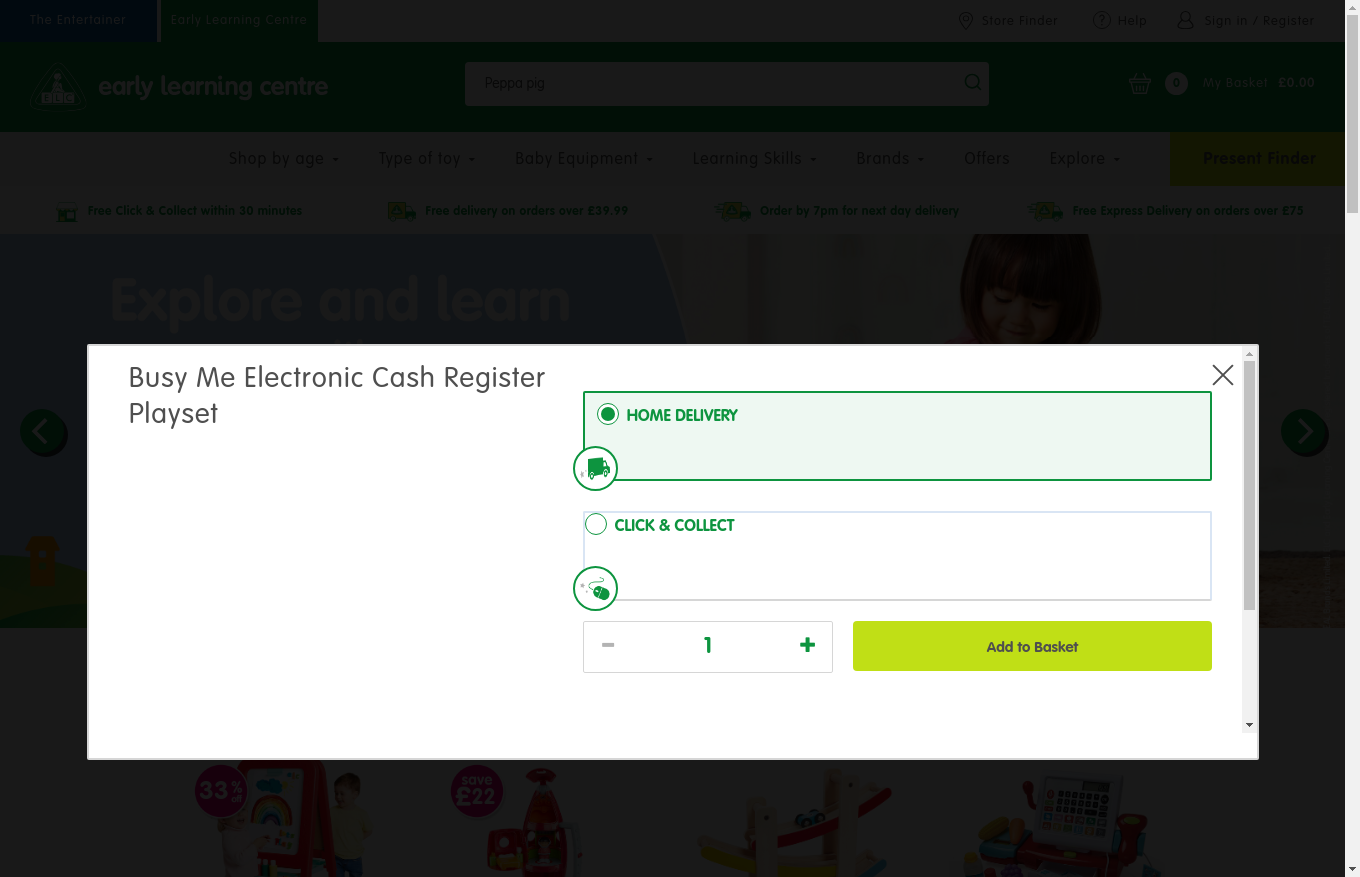 The Entertainer
Early Learning Centre
Store Finder
Help
Sign In / Register
ELC
early learning centre
Peppa pig
0
My Basket £0.00
Shop by age
Type of toy
Baby Equipment
Learning Skills
Brands
Offers
Explore
Present Finder
Free Click & Collect within 30 minutes
Free delivery on orders over £39.99
Order by 7pm for next day delivery
Free Express Delivery on orders over £75
Explore and learn
Busy Me Electronic Cash Register
Playset
HOME DELIVERY
CLICK & COLLECT
1
Add to Basket
33% off
save
£22